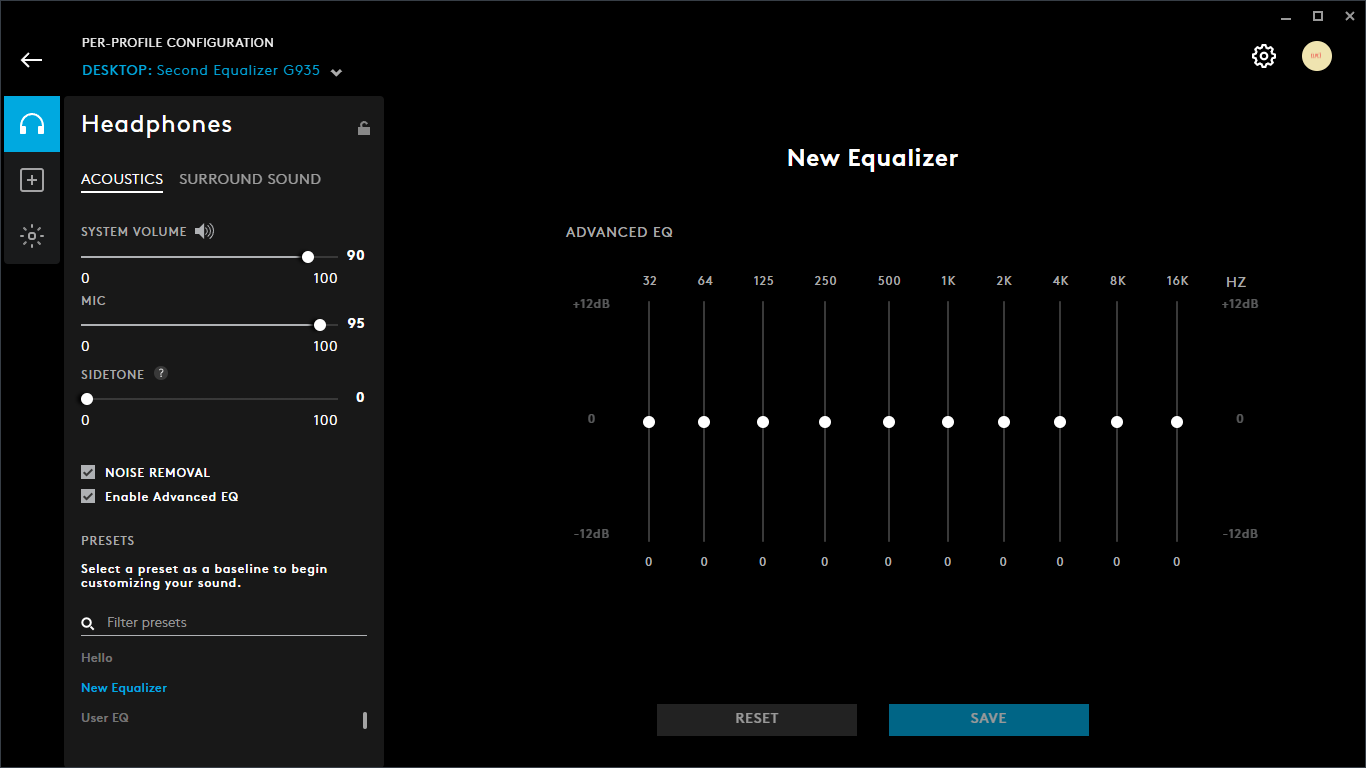 PER-PROFILE CONFIGURATION
DESKTOP: Second Equalizer G935
Headphones
ACOUSTICS SURROUND SOUND
SYSTEM VOLUME
90
0 100
MIC
95
0 100
SIDETONE ?
0
0 100
NOISE REMOVAL
Enable Advanced EQ
PRESETS
Select a preset as a baseline to begin
customizing your sound.
Filter presets
Hello
New Equalizer
User EQ
New Equalizer
ADVANCED EQ
32 64 125 250 500 1K 2K 4K 8K 16K HZ
+12dB +12dB
0 0
-12dB -12dB
0 0 0 0 0 0 0 0 0 0
RESET SAVE